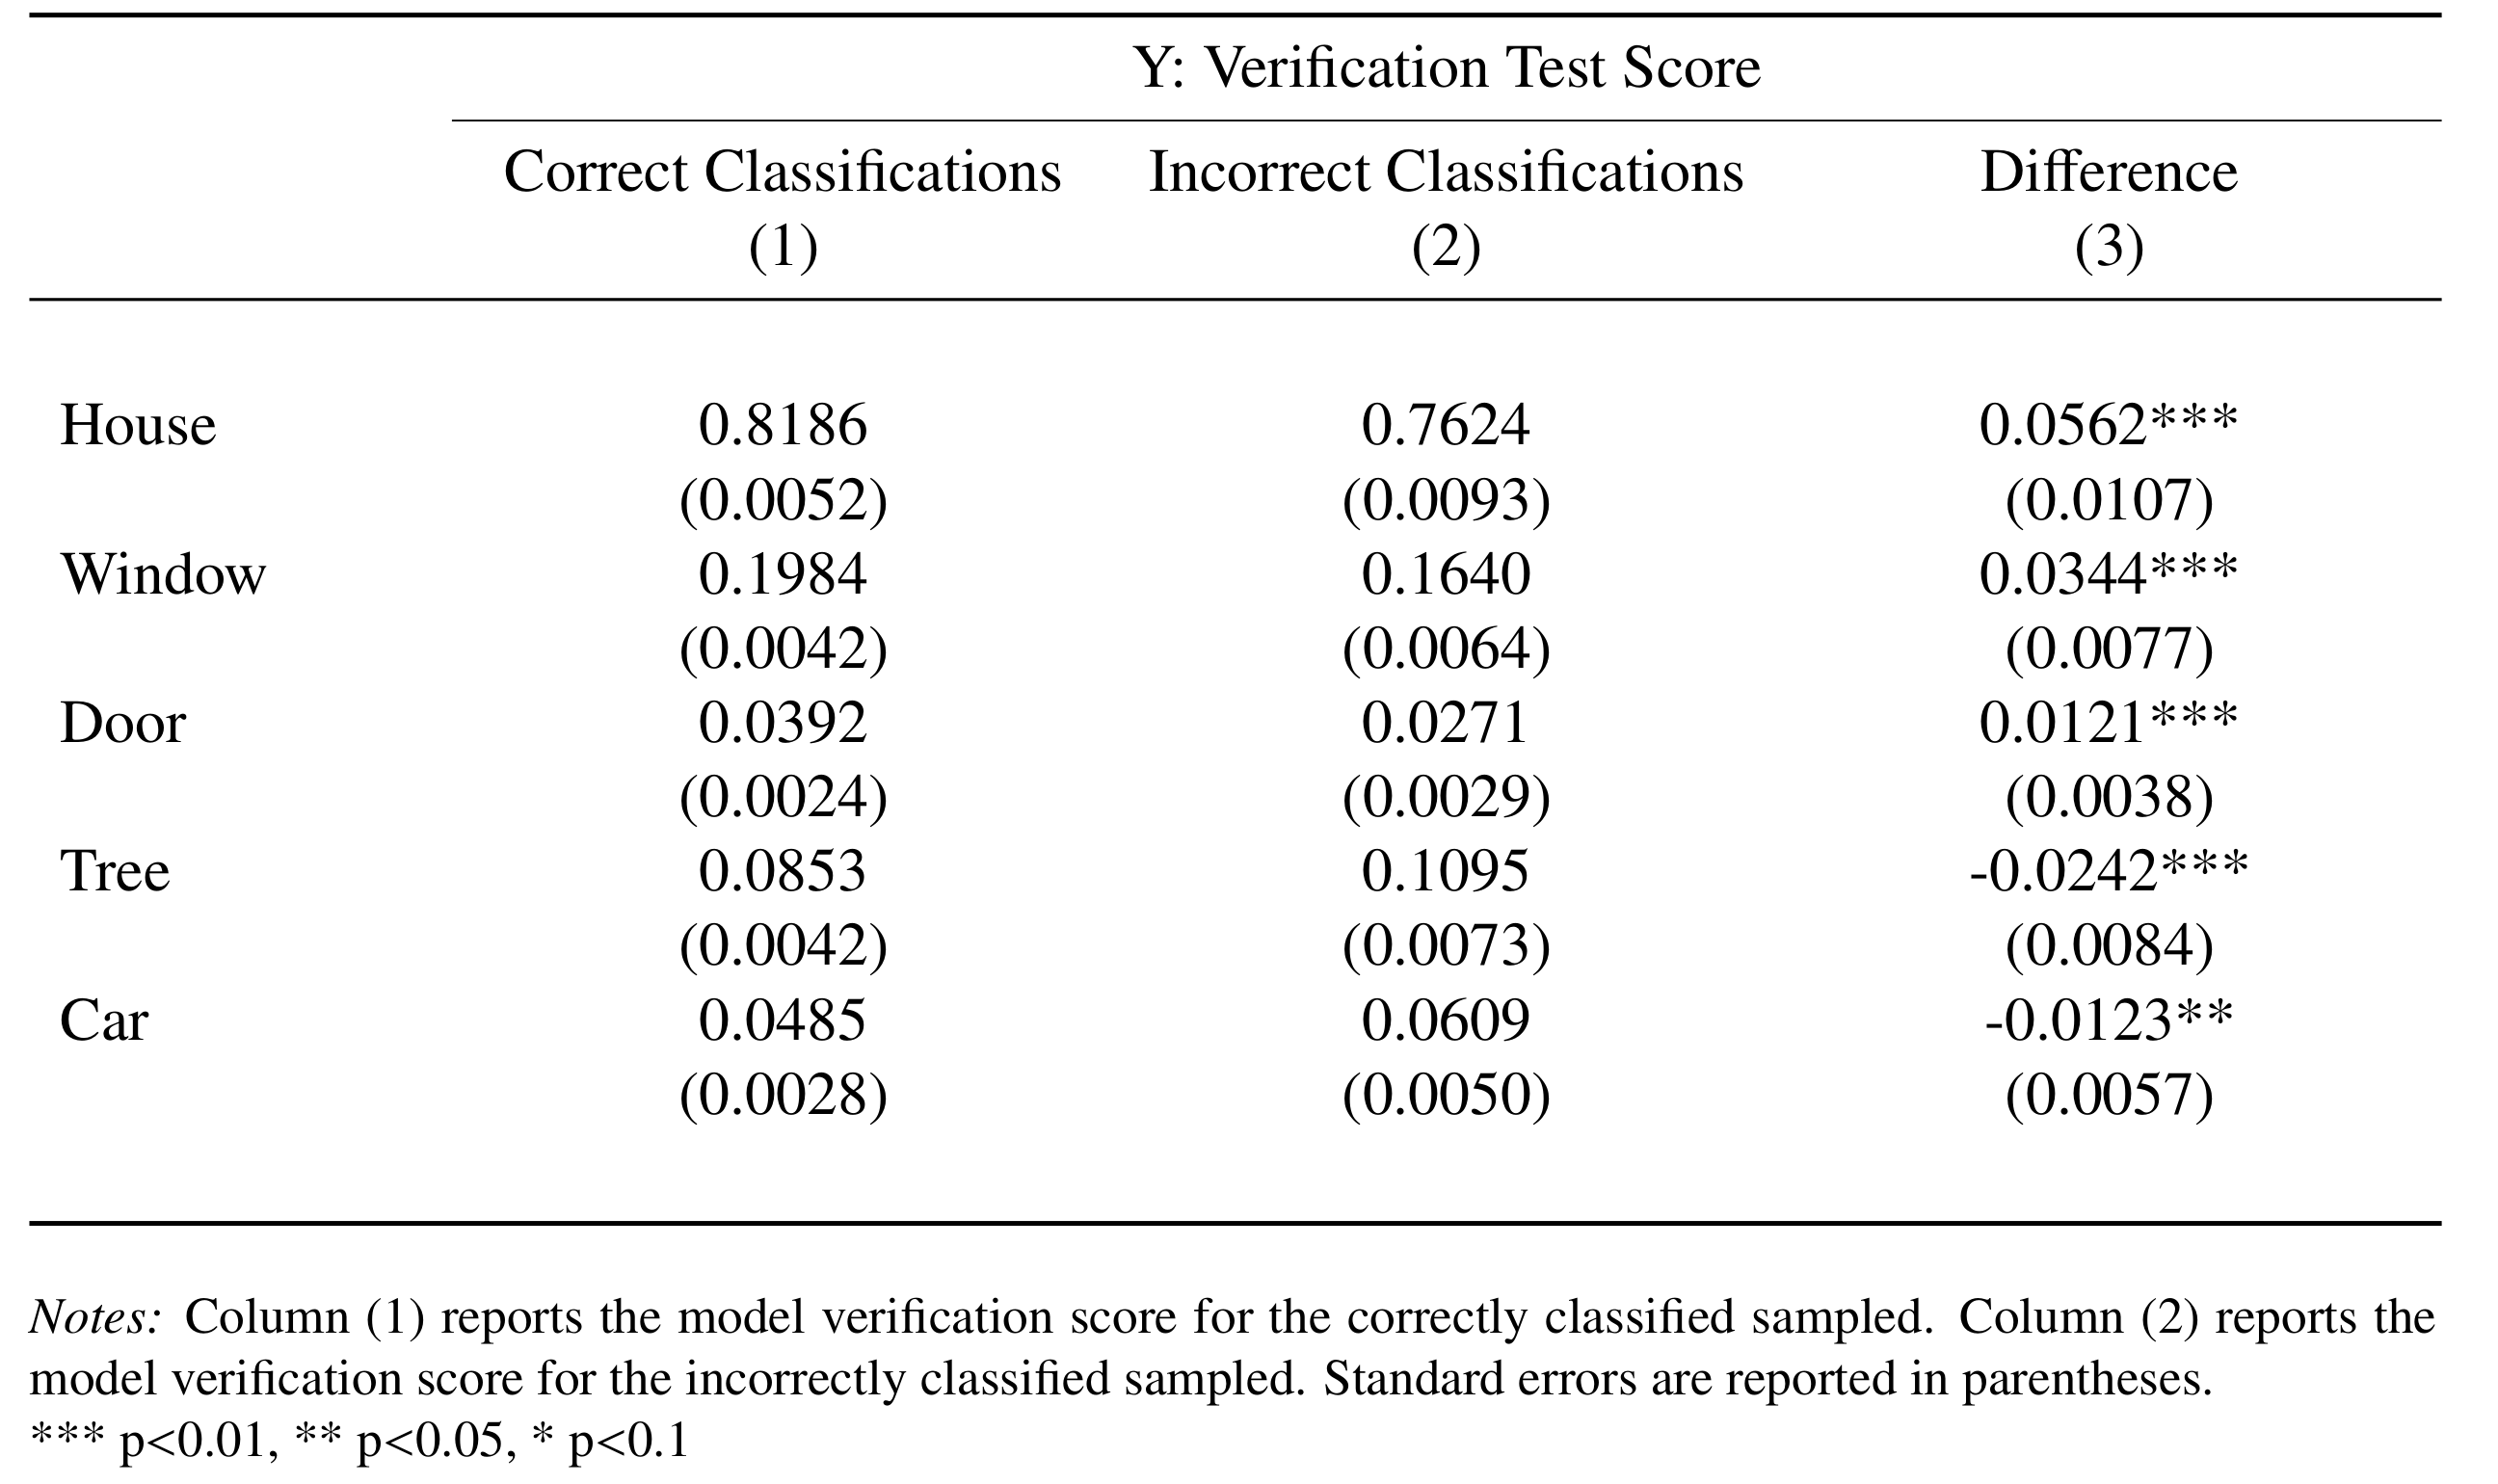 Y: Verification Test Score
Correct Classifications Incorrect Classifications Difference
(1) (2) (3)
House 0.8186 0.7624 0.0562***
(0.0052) (0.0093) (0.0107)
Window 0.1984 0.1640 0.0344***
(0.0042) (0.0064) (0.0077)
Door 0.0392 0.0271 0.0121***
(0.0024) (0.0029) (0.0038)
Tree 0.0853 0.1095 -0.0242***
(0.0042) (0.0073) (0.0084)
Car 0.0485 0.0609 -0.0123**
(0.0028) (0.0050) (0.0057)
Notes: Column (1) reports the model verification score for the correctly classified sampled. Column (2) reports the
model verification score for the incorrectly classified sampled. Standard errors are reported in parentheses.
*** p<0.01, ** p<0.05, * p<0.1